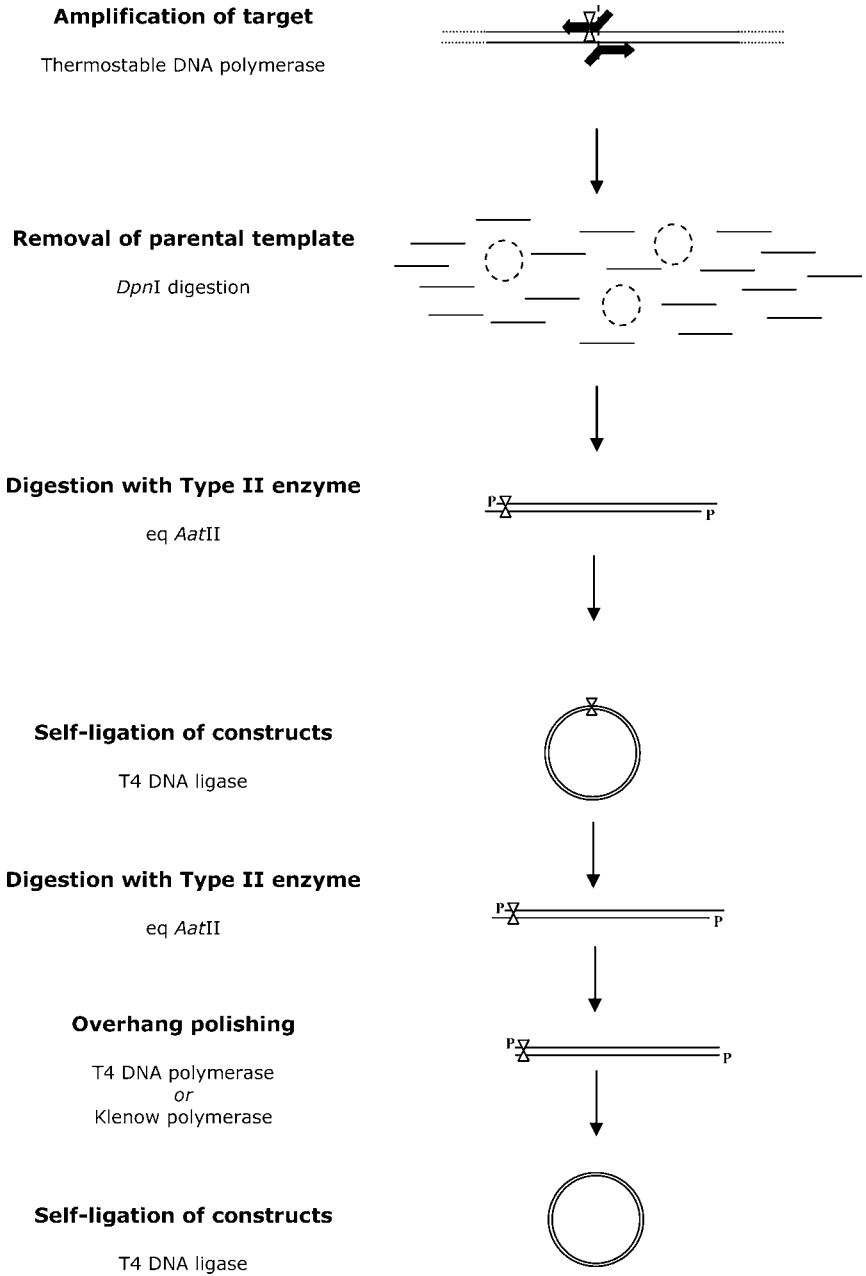 Amplification of target
Thermostable DNA polymerase
Removal of parental template
DpnI digestion
Digestion with Type II enzyme
P
P
eq AatII
Self-ligation of constructs
T4 DNA ligase
Digestion with Type II enzyme
P
P
eq AatII
Overhang polishing
P
P
T4 DNA polymerase
or
Klenow polymerase
Self-ligation of constructs
T4 DNA ligase